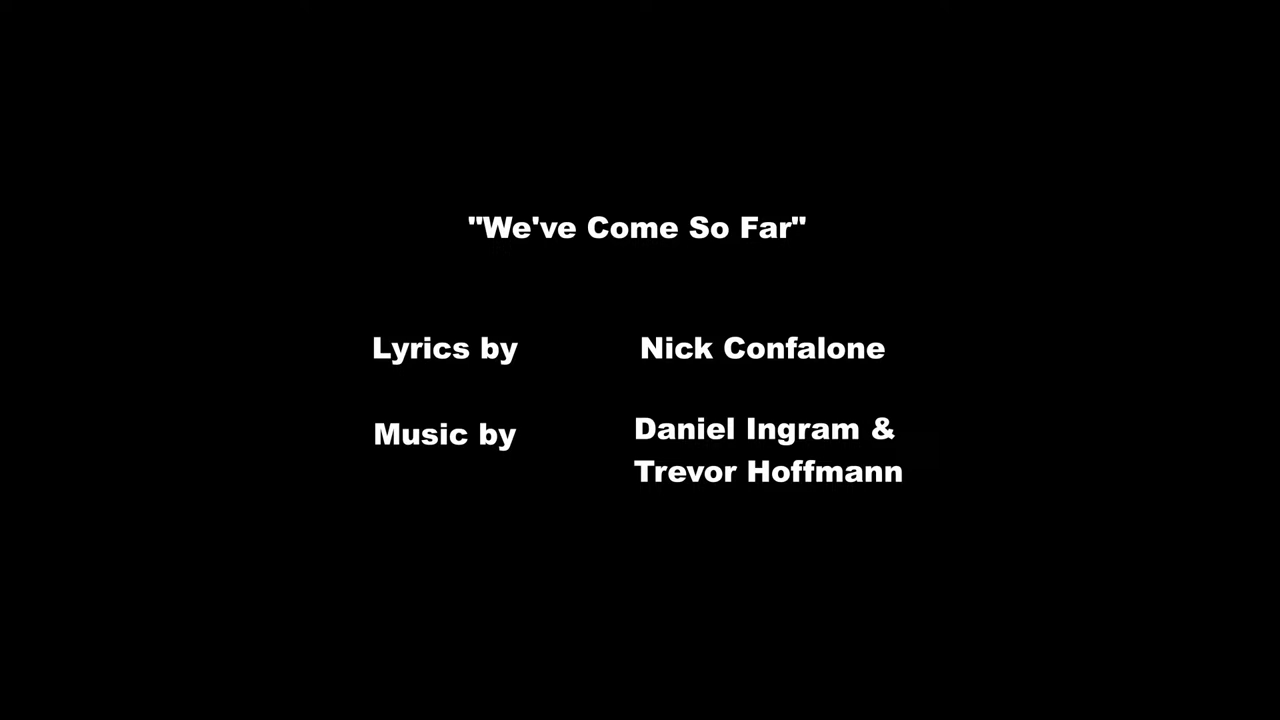 "We've Come So Far"
Lyrics by Nick Confalone
Music by Daniel Ingram &
Trevor Hoffmann